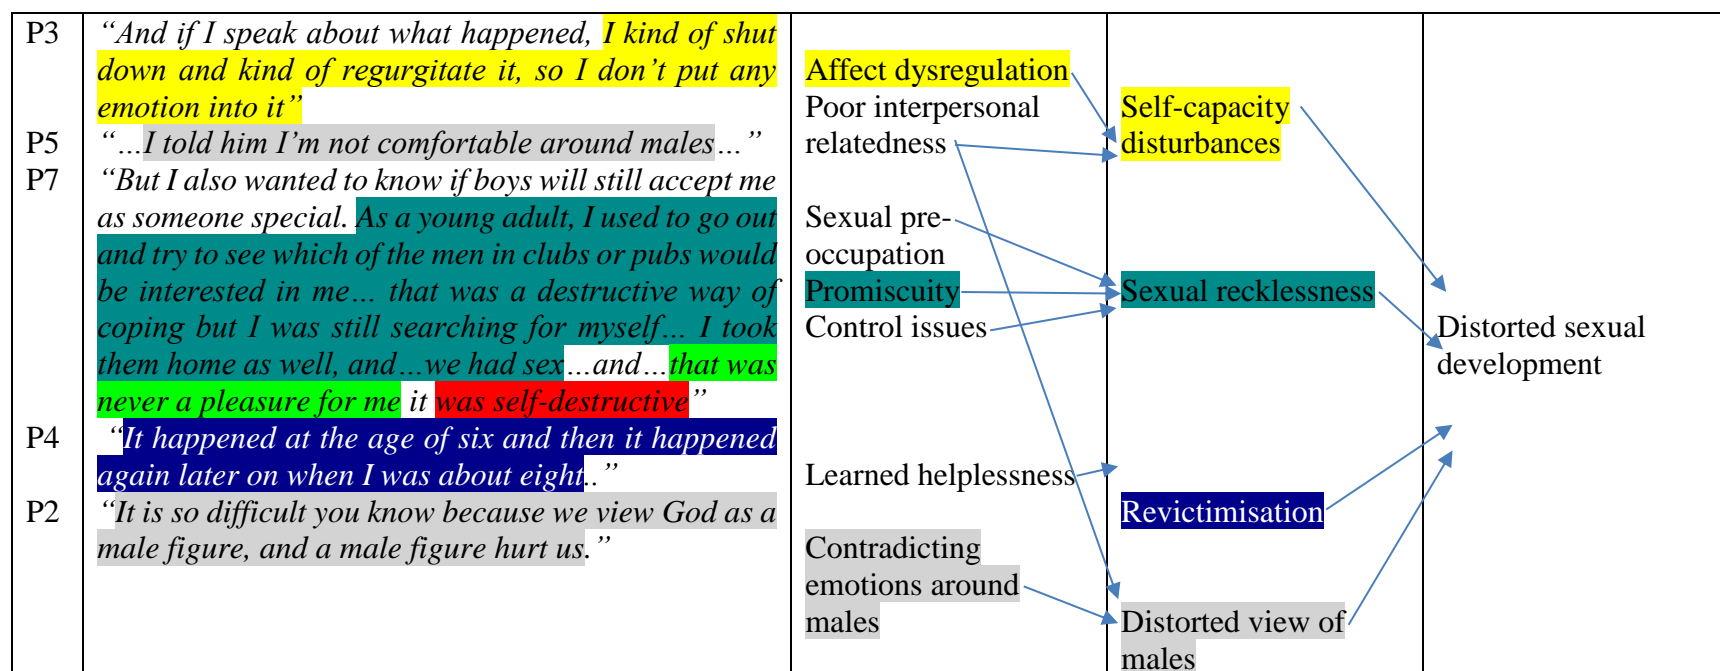 P3
“And if I speak about what happened, I kind of shut
down and kind of regurgitate it, so I don’t put any
emotion into it”
P5
“…I told him I’m not comfortable around males…”
P7
“But I also wanted to know if boys will still accept me
as someone special. As a young adult, I used to go out
and try to see which of the men in clubs or pubs would
be interested in me… that was a destructive way of
coping but I was still searching for myself… I took
them home as well, and…we had sex…and…that was
never a pleasure for me it was self-destructive”
P4
“It happened at the age of six and then it happened
again later on when I was about eight..”
P2
“It is so difficult you know because we view God as a
male figure, and a male figure hurt us.”
Affect dysregulation
Poor interpersonal
relatedness
Sexual pre-
occupation
Promiscuity
Control issues
Learned helplessness
Contradicting
emotions around
males
Self-capacity
disturbances
Sexual recklessness
Revictimisation
Distorted view of
males
Distorted sexual
development